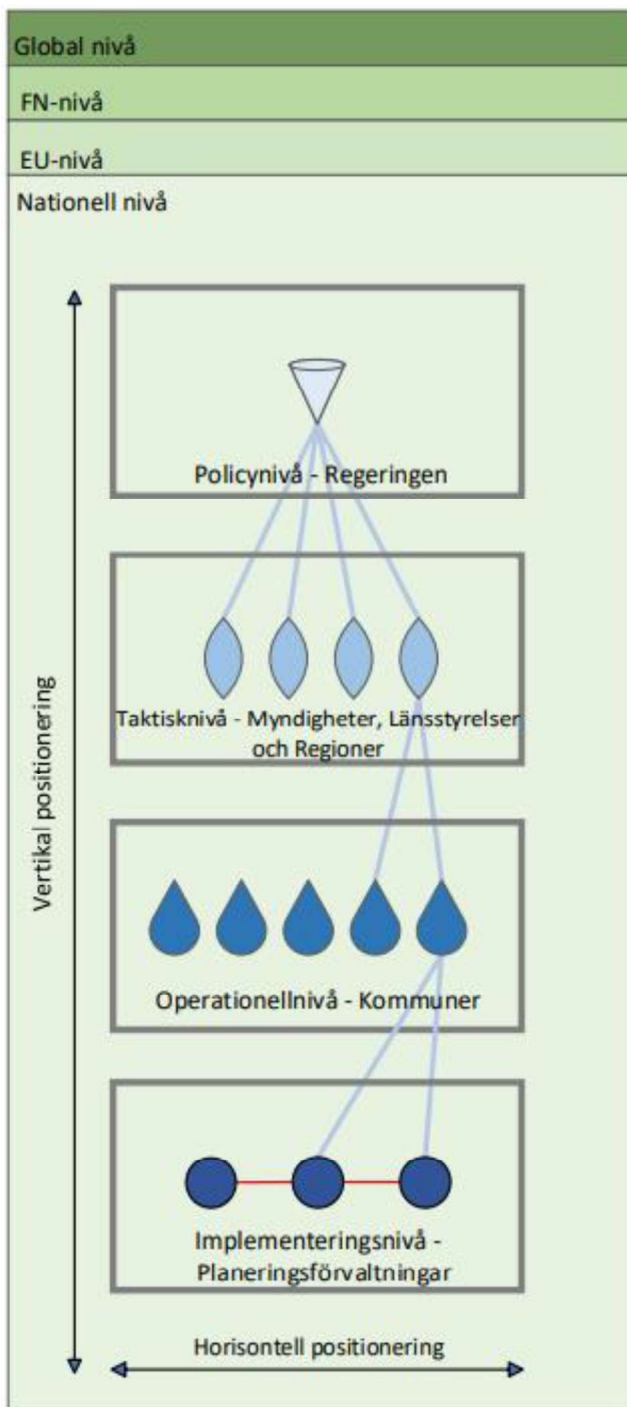 Global nivå
FN-nivå
EU-nivå
Nationell nivå
Policynivå - Regeringen
Taktisknivå - Myndigheter, Länsstyrelser
och Regioner
Vertikal positionering
Operationellnivå - Kommuner
Implementeringsnivå -
Planeringsförvaltningar
Horisontell positionering